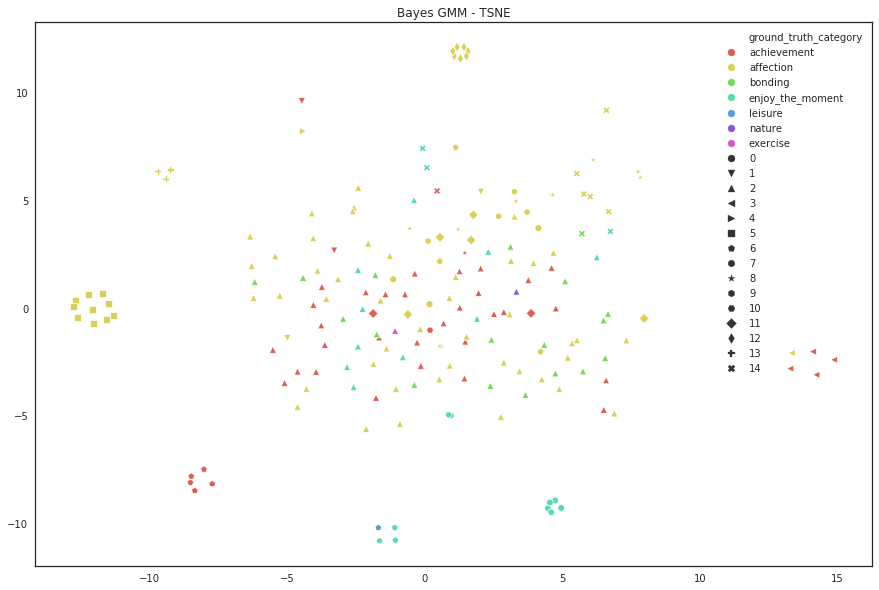 Bayes GMM - TSNE
ground_truth_category
achievement
affection
bonding
enjoy_the_moment
leisure
nature
exercise
0
1
2
3
4
5
6
7
8
9
10
11
12
13
14
10
5
0
−5
−10
−10
−5
0
5
10
15